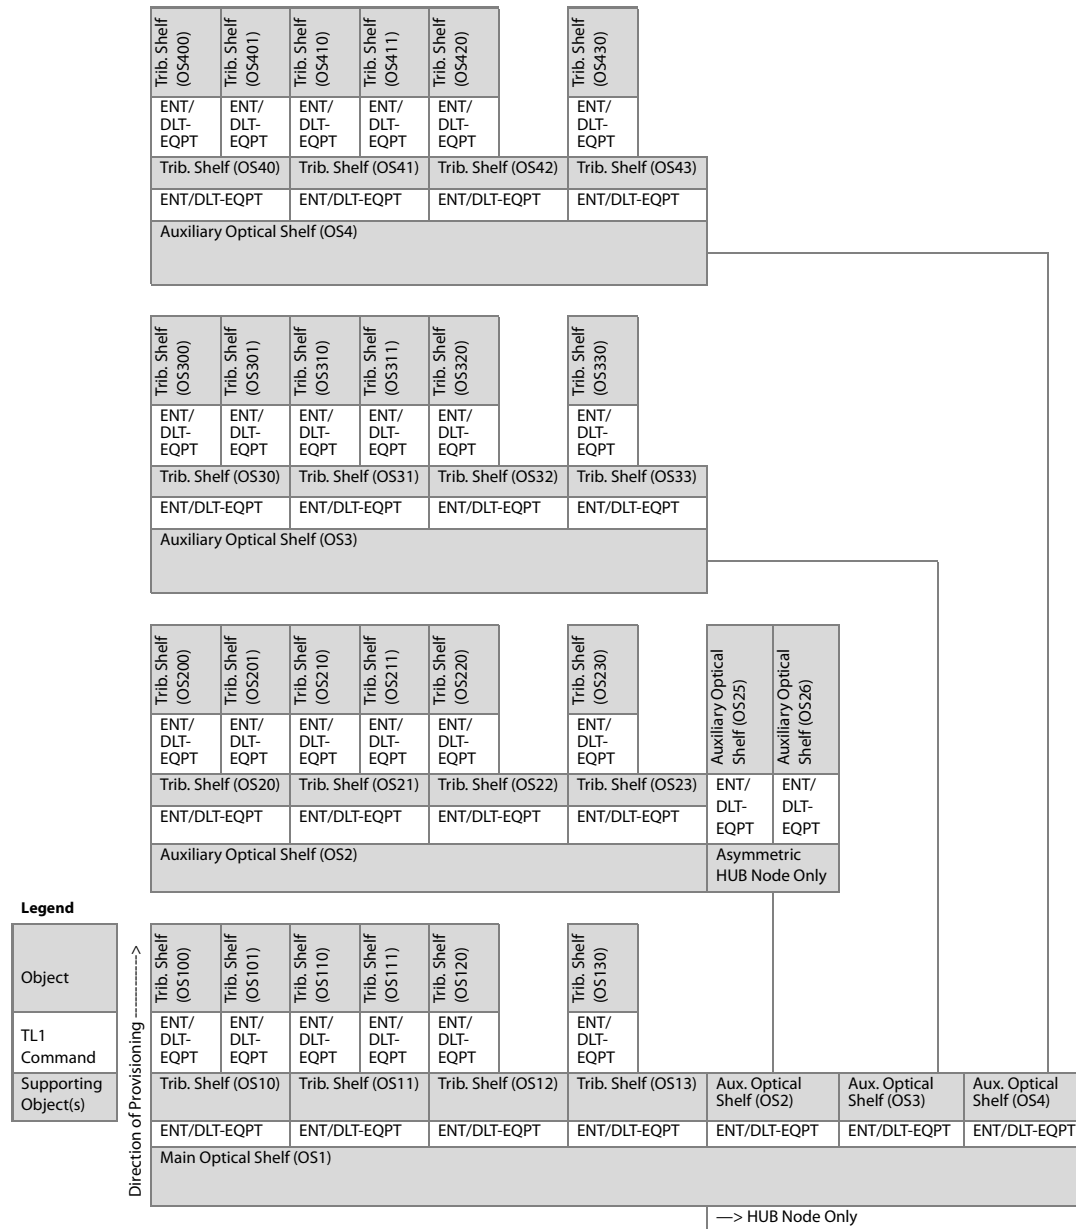 Trib. Shelf
(OS400)
Trib. Shelf
(OS401)
Trib. Shelf
(OS410)
Trib. Shelf
(OS411)
Trib. Shelf
(OS420)
Trib. Shelf
(OS430)
ENT/
DLT-
EQPT
ENT/
DLT-
EQPT
ENT/
DLT-
EQPT
ENT/
DLT-
EQPT
ENT/
DLT-
EQPT
ENT/
DLT-
EQPT
Trib. Shelf (OS40)
Trib. Shelf (OS41)
Trib. Shelf (OS42)
Trib. Shelf (OS43)
ENT/DLT-EQPT
ENT/DLT-EQPT
ENT/DLT-EQPT
ENT/DLT-EQPT
Auxiliary Optical Shelf (OS4)
Trib. Shelf
(OS300)
Trib. Shelf
(OS301)
Trib. Shelf
(OS310)
Trib. Shelf
(OS311)
Trib. Shelf
(OS320)
Trib. Shelf
(OS330)
ENT/
DLT-
EQPT
ENT/
DLT-
EQPT
ENT/
DLT-
EQPT
ENT/
DLT-
EQPT
ENT/
DLT-
EQPT
ENT/
DLT-
EQPT
Trib. Shelf (OS30)
Trib. Shelf (OS31)
Trib. Shelf (OS32)
Trib. Shelf (OS33)
ENT/DLT-EQPT
ENT/DLT-EQPT
ENT/DLT-EQPT
ENT/DLT-EQPT
Auxiliary Optical Shelf (OS3)
Trib. Shelf
(OS200)
Trib. Shelf
(OS201)
Trib. Shelf
(OS210)
Trib. Shelf
(OS211)
Trib. Shelf
(OS220)
Trib. Shelf
(OS230)
Auxiliary Optical
Shelf (OS25)
Auxiliary Optical
Shelf (OS26)
ENT/
DLT-
EQPT
ENT/
DLT-
EQPT
ENT/
DLT-
EQPT
ENT/
DLT-
EQPT
ENT/
DLT-
EQPT
ENT/
DLT-
EQPT
Trib. Shelf (OS20)
Trib. Shelf (OS21)
Trib. Shelf (OS22)
Trib. Shelf (OS23)
ENT/
DLT-
EQPT
ENT/
DLT-
EQPT
ENT/DLT-EQPT
ENT/DLT-EQPT
ENT/DLT-EQPT
ENT/DLT-EQPT
Auxiliary Optical Shelf (OS2)
Asymmetric
HUB Node Only
Legend
Object
TL1
Command
Supporting
Object(s)
Direction of Provisioning ----------->
Trib. Shelf
(OS100)
Trib. Shelf
(OS101)
Trib. Shelf
(OS110)
Trib. Shelf
(OS111)
Trib. Shelf
(OS120)
Trib. Shelf
(OS130)
ENT/
DLT-
EQPT
ENT/
DLT-
EQPT
ENT/
DLT-
EQPT
ENT/
DLT-
EQPT
ENT/
DLT-
EQPT
ENT/
DLT-
EQPT
Trib. Shelf (OS10)
Trib. Shelf (OS11)
Trib. Shelf (OS12)
Trib. Shelf (OS13)
Aux. Optical
Shelf (OS2)
Aux. Optical
Shelf (OS3)
Aux. Optical
Shelf (OS4)
ENT/DLT-EQPT
ENT/DLT-EQPT
ENT/DLT-EQPT
ENT/DLT-EQPT
ENT/DLT-EQPT
ENT/DLT-EQPT
ENT/DLT-EQPT
Main Optical Shelf (OS1)
—> HUB Node Only